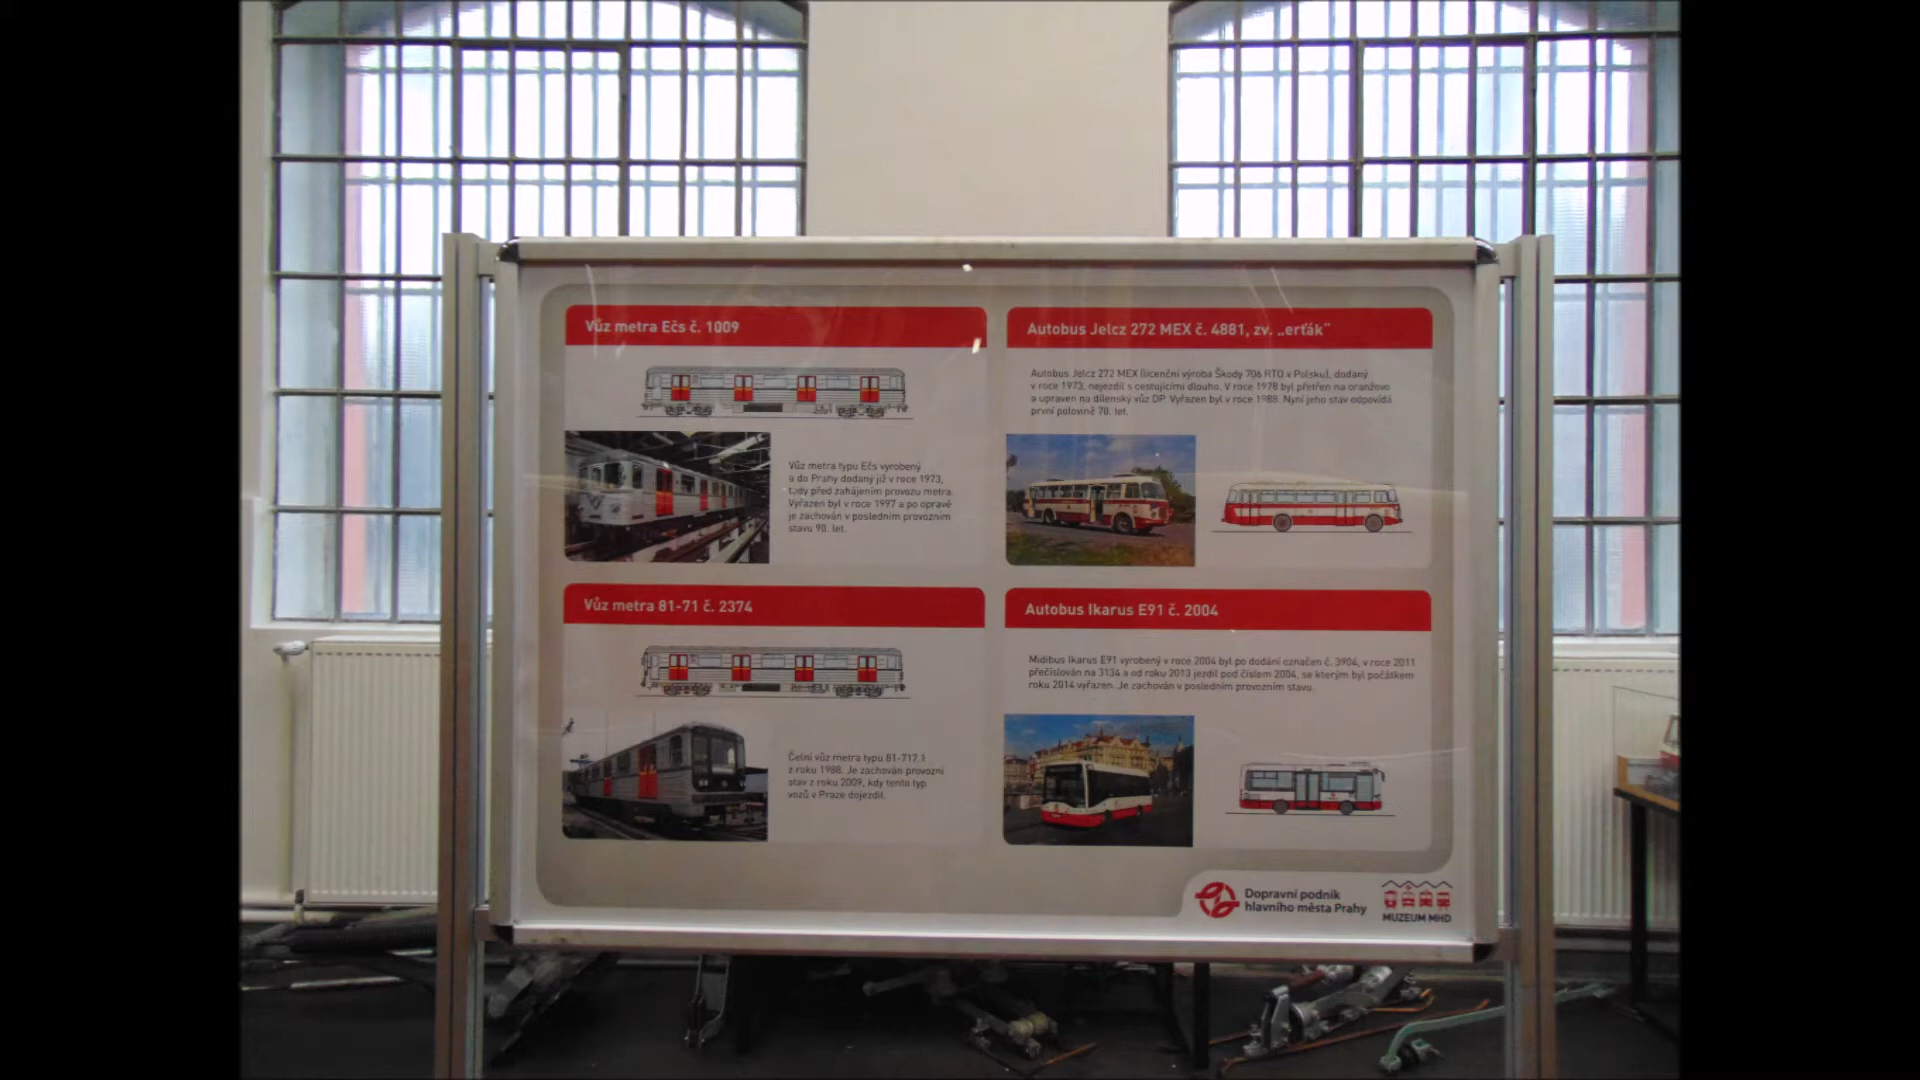 Vůz metra Ečs č. 1009
Vůz metra typu Ečs vyrobený
a do Prahy dodaný již v roce 1973,
tedy před zahájením provozu metra.
Vyřazen byl v roce 1997 a po opravě
je zachován v posledním provozním
stavu 90. let.
Autobus Jelcz 272 MEX č. 4881, zv. „erťák“
Autobus Jelcz 272 MEX (licenční výroba Škody 706 RTO v Polsku), dodaný
v roce 1973, nejezdil s cestujícími dlouho. V roce 1978 byl přetřen na oranžovo
a upraven na dílenský vůz DP. Vyřazen byl v roce 1988. Nyní jeho stav odpovídá
první polovině 70. let.
Vůz metra 81-71 č. 2374
Čelní vůz metra typu 81-717.1
z roku 1988. Je zachován provozní
stav z roku 2009, kdy tento typ
vozů v Praze dojezdil.
Autobus Ikarus E91 č. 2004
Midibus Ikarus E91 vyrobený v roce 2004 byl po dodání označen č. 3904, v roce 2011
přečíslován na 3134 a od roku 2013 jezdil pod číslem 2004, se kterým byl počátkem
roku 2014 vyřazen. Je zachován v posledním provozním stavu.
Dopravní podnik
hlavního města Prahy
MUZEUM MHD